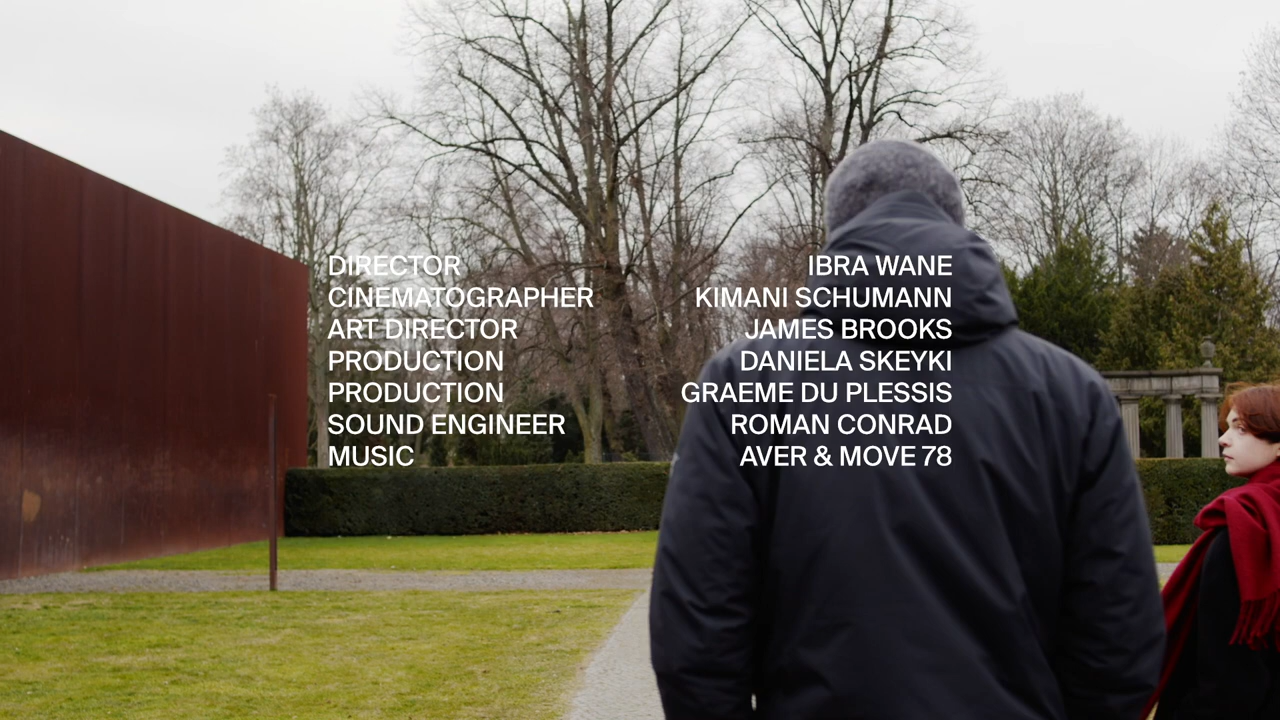 DIRECTOR IBRA WANE
CINEMATOGRAPHER KIMANI SCHUMANN
ART DIRECTOR JAMES BROOKS
PRODUCTION DANIELA SKEYKI
PRODUCTION GRAEME DU PLESSIS
SOUND ENGINEER ROMAN CONRAD
MUSIC AVER & MOVE 78